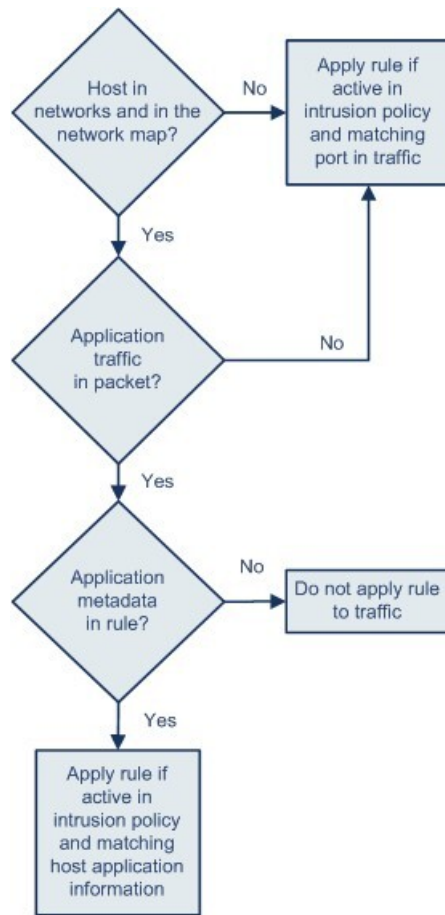 Host in
networks and in the
network map?
No
Apply rule if
active in
intrusion policy
and matching
port in traffic
Yes
Application
traffic
in packet?
No
Yes
Application
metadata
in rule?
No
Do not apply rule
to traffic
Yes
Apply rule if
active in
intrusion policy
and matching
host application
information